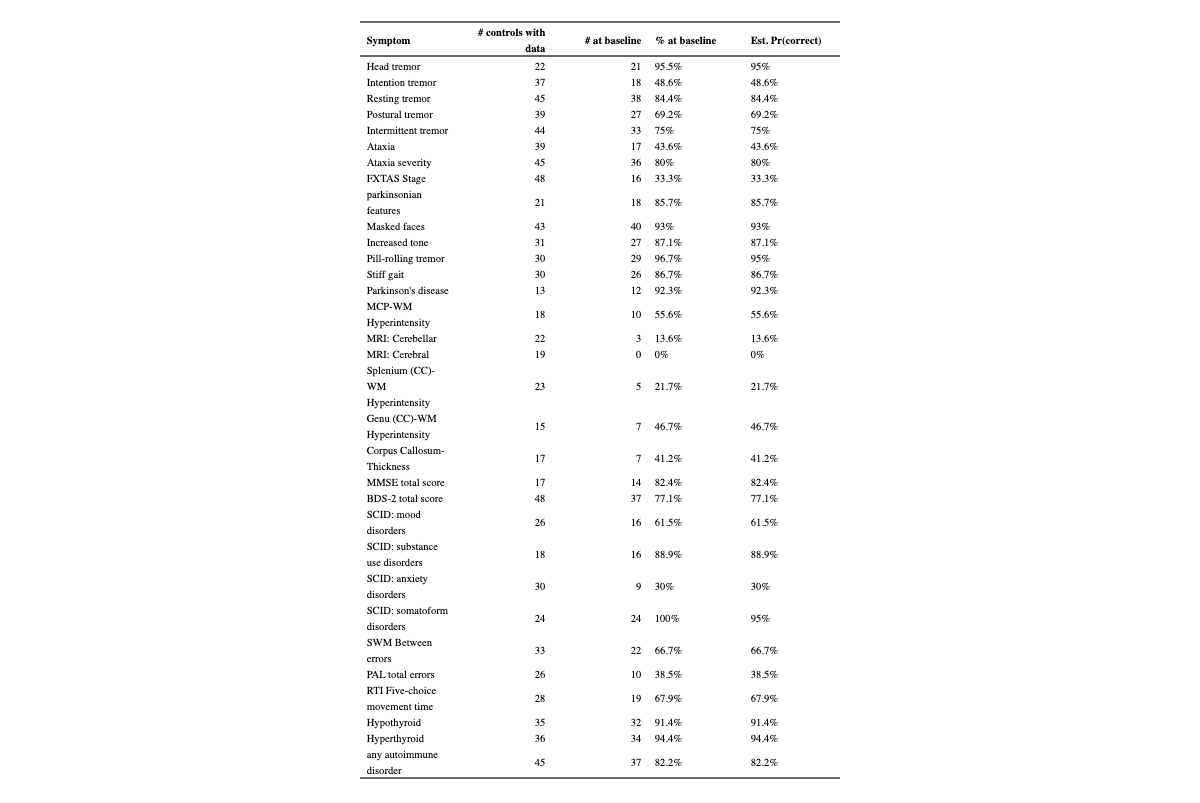 Symptom # controls with data # at baseline % at baseline Est. Pr(correct)
Head tremor 22 21 95.5% 95%
Intention tremor 37 18 48.6% 48.6%
Resting tremor 45 38 84.4% 84.4%
Postural tremor 39 27 69.2% 69.2%
Intermittent tremor 44 33 75% 75%
Ataxia 39 17 43.6% 43.6%
Ataxia severity 45 36 80% 80%
FXTAS Stage 48 16 33.3% 33.3%
parkinsonian
features 21 18 85.7% 85.7%
Masked faces 43 40 93% 93%
Increased tone 31 27 87.1% 87.1%
Pill-rolling tremor 30 29 96.7% 95%
Stiff gait 30 26 86.7% 86.7%
Parkinson's disease 13 12 92.3% 92.3%
MCP-WM
Hyperintensity 18 10 55.6% 55.6%
MRI: Cerebellar 22 3 13.6% 13.6%
MRI: Cerebral 19 0 0% 0%
Splenium (CC)-
WM 23 5 21.7% 21.7%
Hyperintensity
Genu (CC)-WM
Hyperintensity 15 7 46.7% 46.7%
Corpus Callosum-
Thickness 17 7 41.2% 41.2%
MMSE total score 17 14 82.4% 82.4%
BDS-2 total score 48 37 77.1% 77.1%
SCID: mood
disorders 26 16 61.5% 61.5%
SCID: substance
use disorders 18 16 88.9% 88.9%
SCID: anxiety
disorders 30 9 30% 30%
SCID: somatoform
disorders 24 24 100% 95%
SWM Between
errors 33 22 66.7% 66.7%
PAL total errors 26 10 38.5% 38.5%
RTI Five-choice
movement time 28 19 67.9% 67.9%
Hypothyroid 35 32 91.4% 91.4%
Hyperthyroid 36 34 94.4% 94.4%
any autoimmune
disorder 45 37 82.2% 82.2%